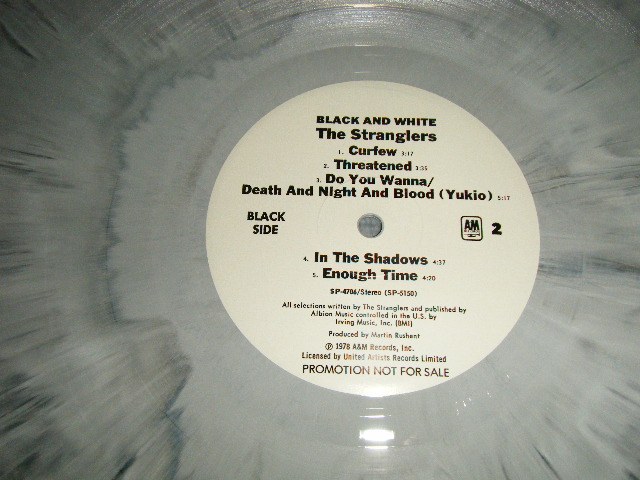 BLACK AND WHITE
The Stranglers
1. Curfew 3:17
2. Threatened 3:35
3. Do You Wanna/
Death And Night And Blood (Yukio) 5:17
BLACK
SIDE
AM
2
4. In The Shadows 4:37
5. Enough Time 4:20
SP-4706/Stereo (SP-5150)
All selections written by The Stranglers and published by
Albion Music controlled in the U.S. by
Irving Music, Inc. (BMI)
Produced by Martin Rushent
℗ 1978 A&M Records, Inc.
Licensed by United Artists Records Limited
PROMOTION NOT FOR SALE